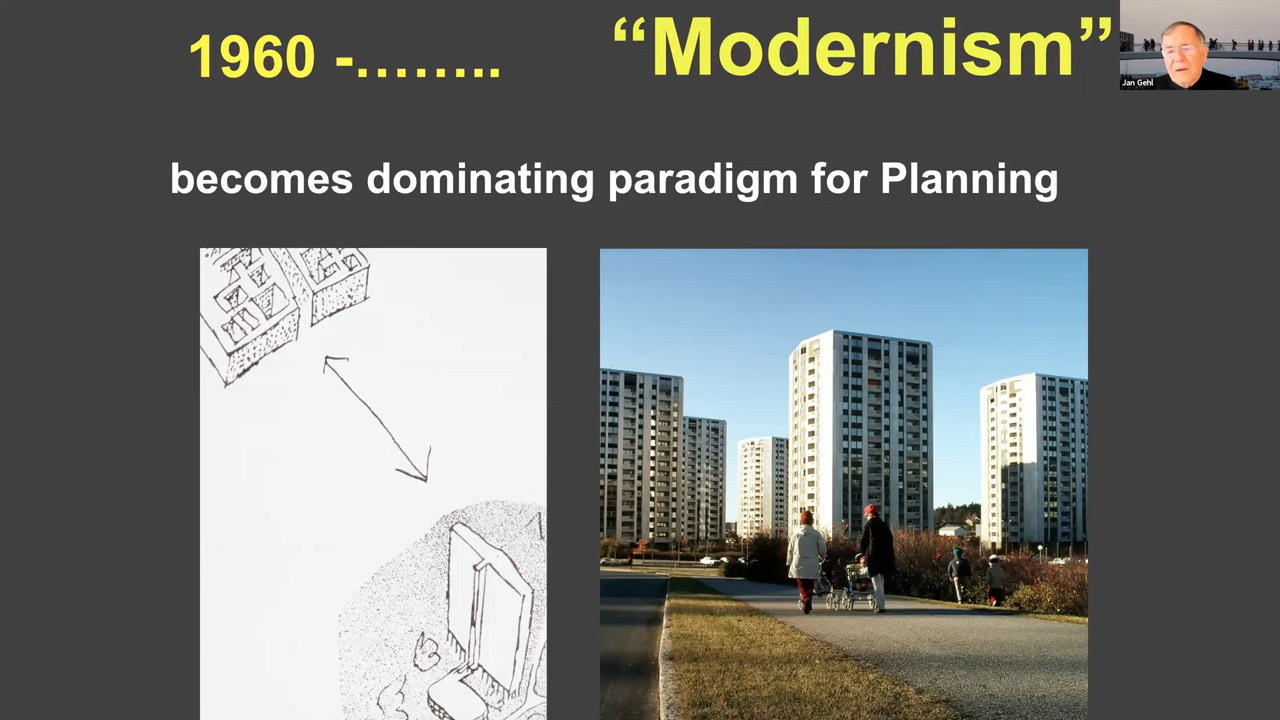 1960 -……..
“Modernism”
Jan Gehl
becomes dominating paradigm for Planning